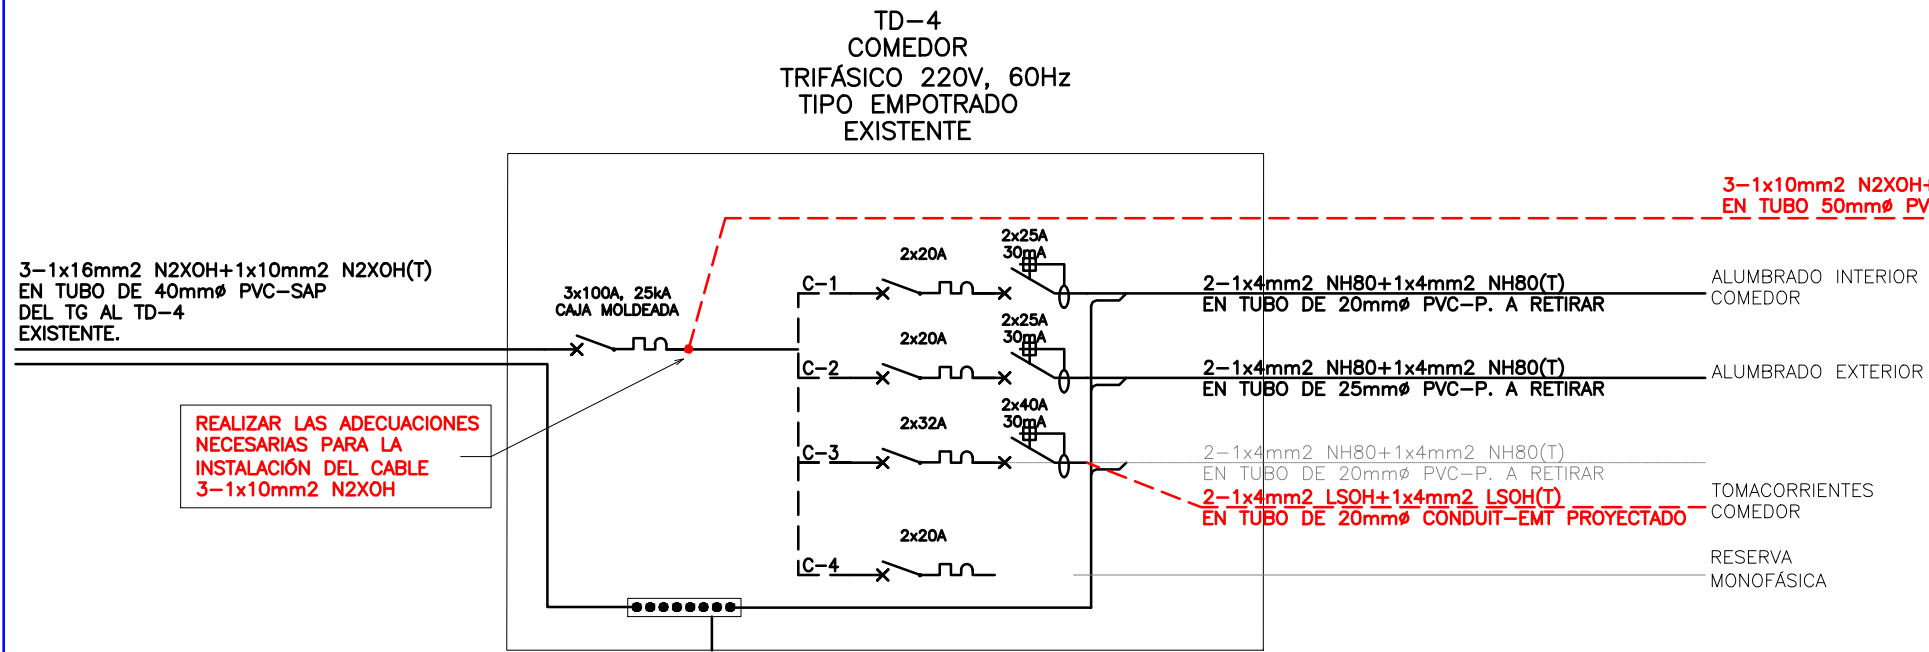 TD-4
COMEDOR
TRIFÁSICO 220V, 60Hz
TIPO EMPOTRADO
EXISTENTE
3-1x10mm2 N2XOH
EN TUBO 50mmø PV
3-1x16mm2 N2XOH+1x10mm2 N2XOH(T)
EN TUBO DE 40mmø PVC-SAP
DEL TG AL TD-4
EXISTENTE.
3x100A, 25kA
CAJA MOLDEADA
REALIZAR LAS ADECUACIONES
NECESARIAS PARA LA
INSTALACIÓN DEL CABLE
3-1x10mm2 N2XOH
C-1
2x20A
2x25A
30mA
2-1x4mm2 NH80+1x4mm2 NH80(T)
EN TUBO DE 20mmø PVC-P. A RETIRAR
ALUMBRADO INTERIOR
COMEDOR
C-2
2x20A
2x25A
30mA
2-1x4mm2 NH80+1x4mm2 NH80(T)
EN TUBO DE 25mmø PVC-P. A RETIRAR
ALUMBRADO EXTERIOR
C-3
2x32A
2x40A
30mA
2-1x4mm2 NH80+1x4mm2 NH80(T)
EN TUBO DE 20mmø PVC-P. A RETIRAR
2-1x4mm2 LSOH+1x4mm2 LSOH(T)
EN TUBO DE 20mmø CONDUIT-EMT PROYECTADO
TOMACORRIENTES
COMEDOR
C-4
2x20A
RESERVA
MONOFÁSICA